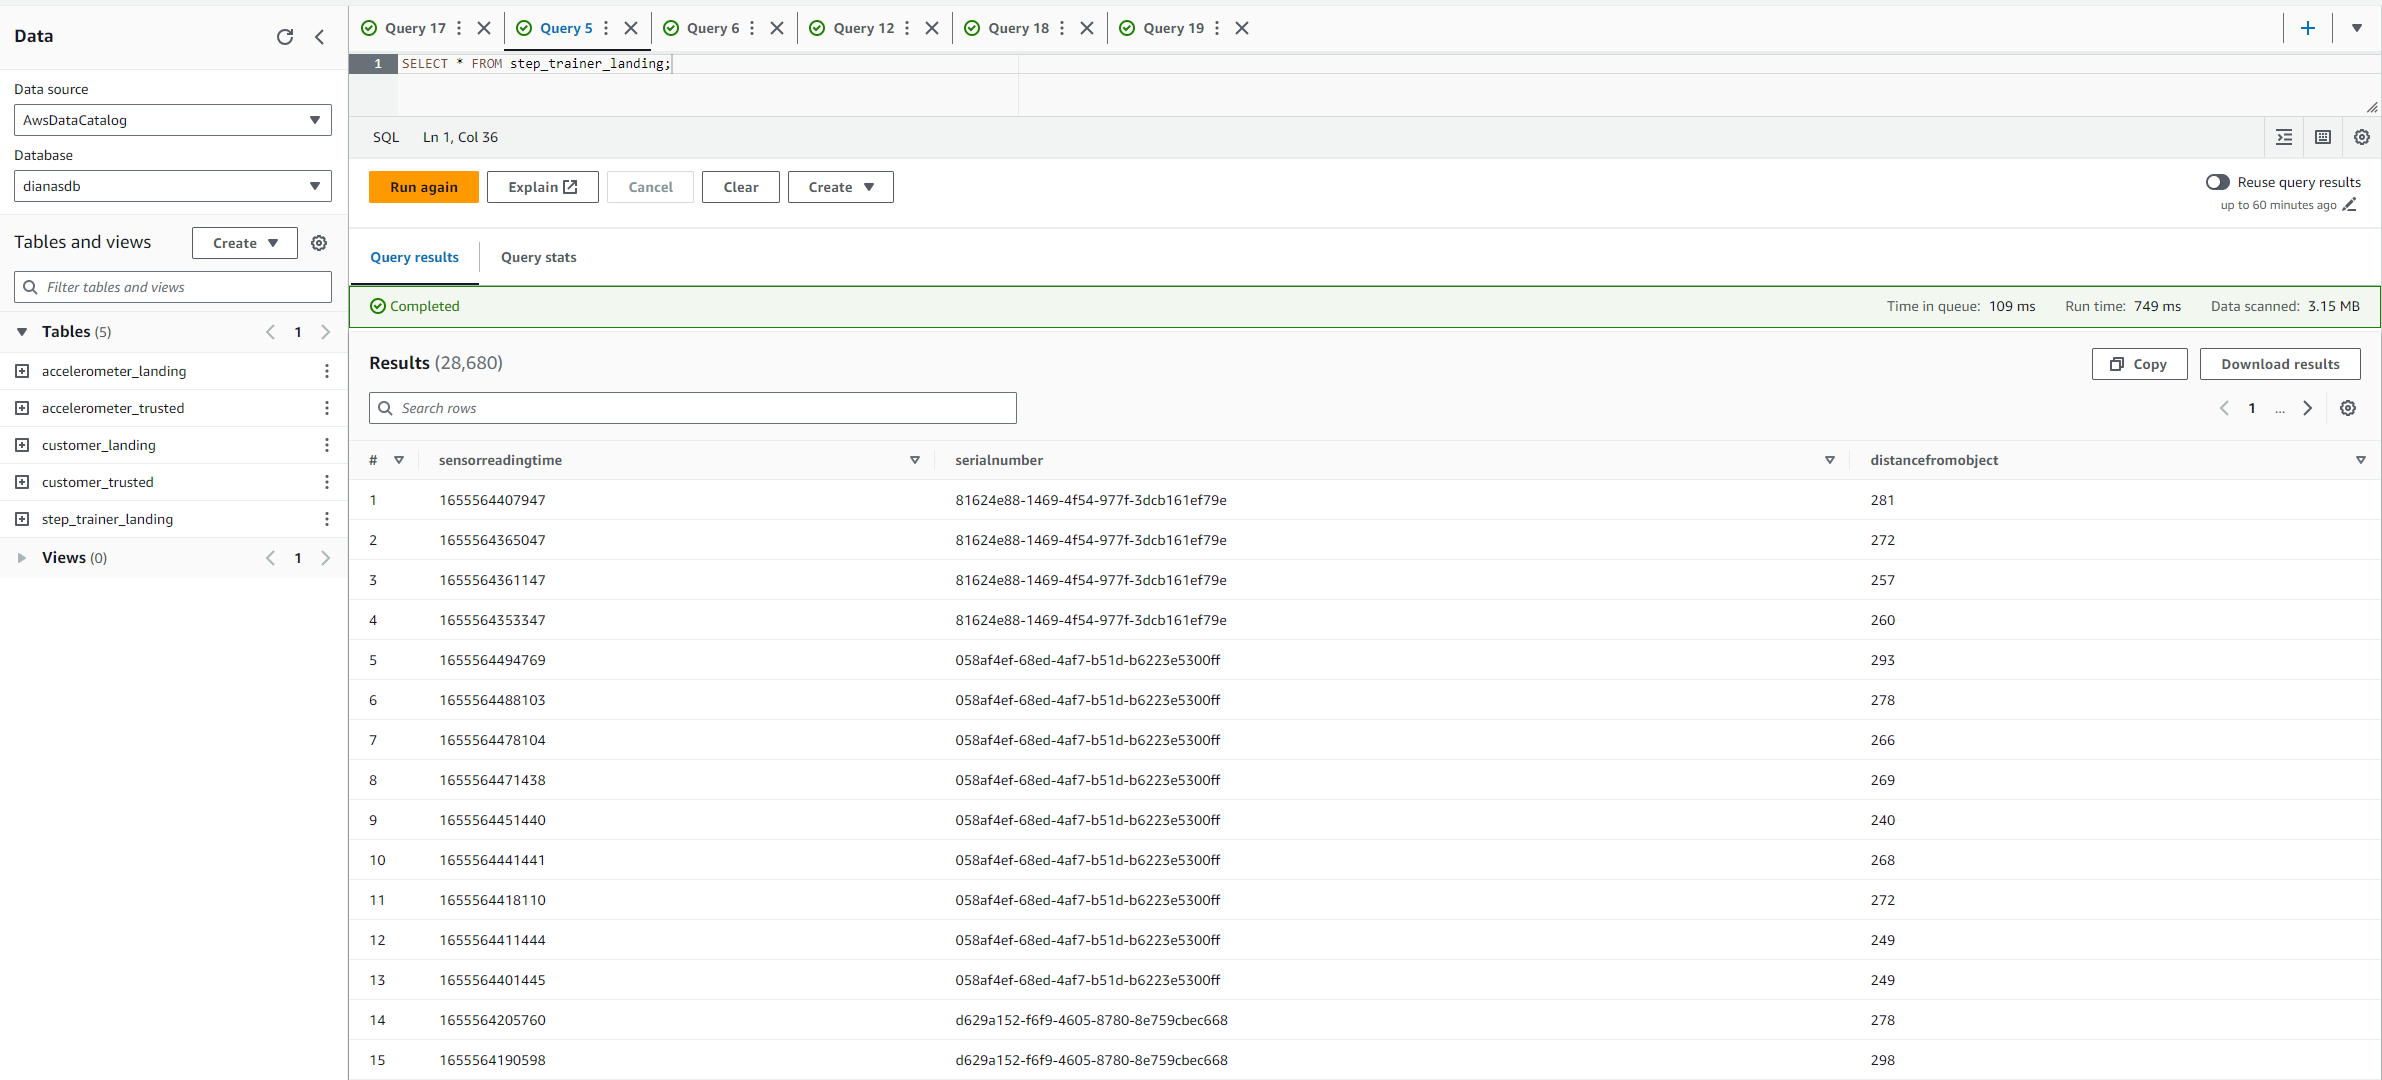 Data
Data source
AwsDataCatalog
Database
dianasdb
Tables and views
Create
Filter tables and views
Tables (5)
1
accelerometer_landing
accelerometer_trusted
customer_landing
customer_trusted
step_trainer_landing
Views (0)
1
Query 17
Query 5
Query 6
Query 12
Query 18
Query 19
1 SELECT * FROM step_trainer_landing;
SQL Ln 1, Col 36
Run again
Explain
Cancel
Clear
Create
Reuse query results
up to 60 minutes ago
Query results
Query stats
Completed
Time in queue: 109 ms Run time: 749 ms Data scanned: 3.15 MB
Results (28,680)
Copy
Download results
Search rows
1 ...
# sensorreadingtime serialnumber distancefromobject
1 1655564407947 81624e88-1469-4f54-977f-3dcb161ef79e 281
2 1655564365047 81624e88-1469-4f54-977f-3dcb161ef79e 272
3 1655564361147 81624e88-1469-4f54-977f-3dcb161ef79e 257
4 1655564353347 81624e88-1469-4f54-977f-3dcb161ef79e 260
5 1655564494769 058af4ef-68ed-4af7-b51d-b6223e5300ff 293
6 1655564488103 058af4ef-68ed-4af7-b51d-b6223e5300ff 278
7 1655564478104 058af4ef-68ed-4af7-b51d-b6223e5300ff 266
8 1655564471438 058af4ef-68ed-4af7-b51d-b6223e5300ff 269
9 1655564451440 058af4ef-68ed-4af7-b51d-b6223e5300ff 240
10 1655564441441 058af4ef-68ed-4af7-b51d-b6223e5300ff 268
11 1655564418110 058af4ef-68ed-4af7-b51d-b6223e5300ff 272
12 1655564411444 058af4ef-68ed-4af7-b51d-b6223e5300ff 249
13 1655564401445 058af4ef-68ed-4af7-b51d-b6223e5300ff 249
14 1655564205760 d629a152-f6f9-4605-8780-8e759cbec668 278
15 1655564190598 d629a152-f6f9-4605-8780-8e759cbec668 298